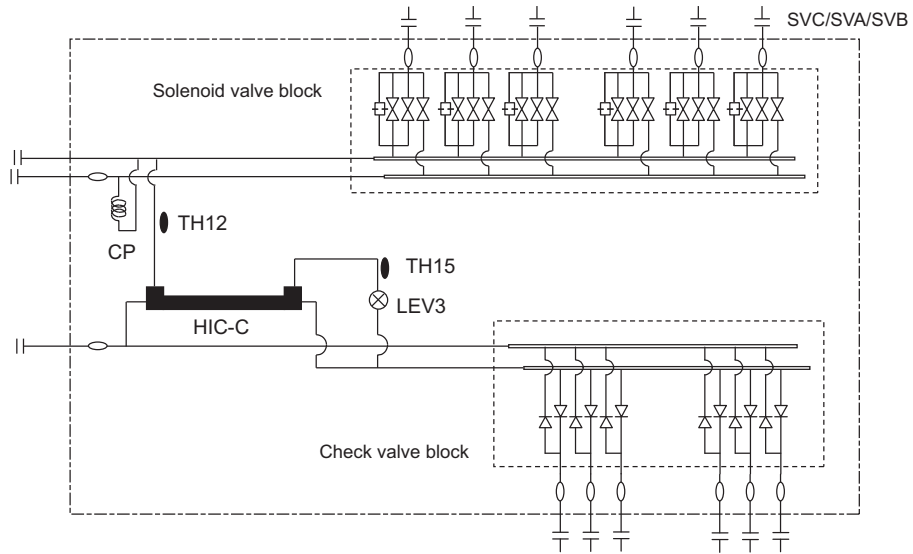 SVC/SVA/SVB
Solenoid valve block
TH12
CP
TH15
LEV3
HIC-C
Check valve block